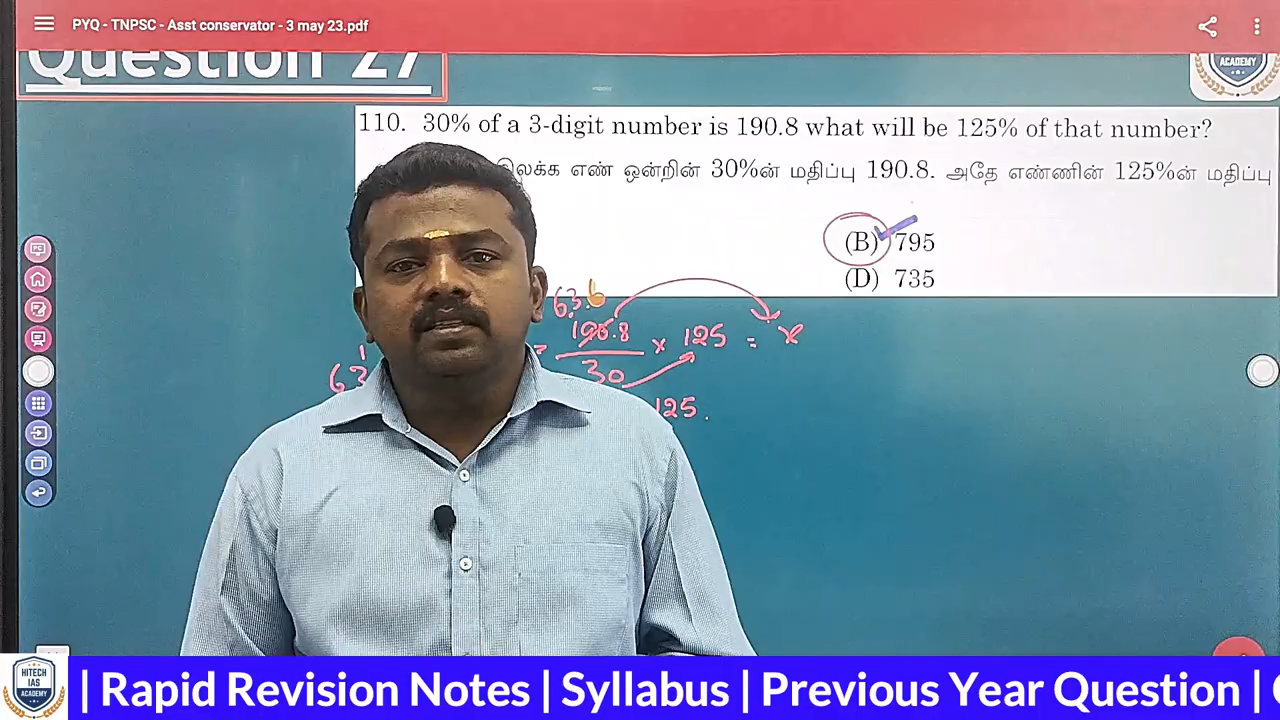 PYQ - TNPSC - Asst conservator - 3 may 23.pdf
Question 27
ACADEMY
110. 30% of a 3-digit number is 190.8 what will be 125% of that number?
இலக்க எண் ஒன்றின் 30%ன் மதிப்பு 190.8. அதே எண்ணின் 125%ன் மதிப்பு
(B) 795
(D) 735
63.6
190.8 × 125 = x
30
63
1
125.
HITECH IAS ACADEMY
| Rapid Revision Notes | Syllabus | Previous Year Question |